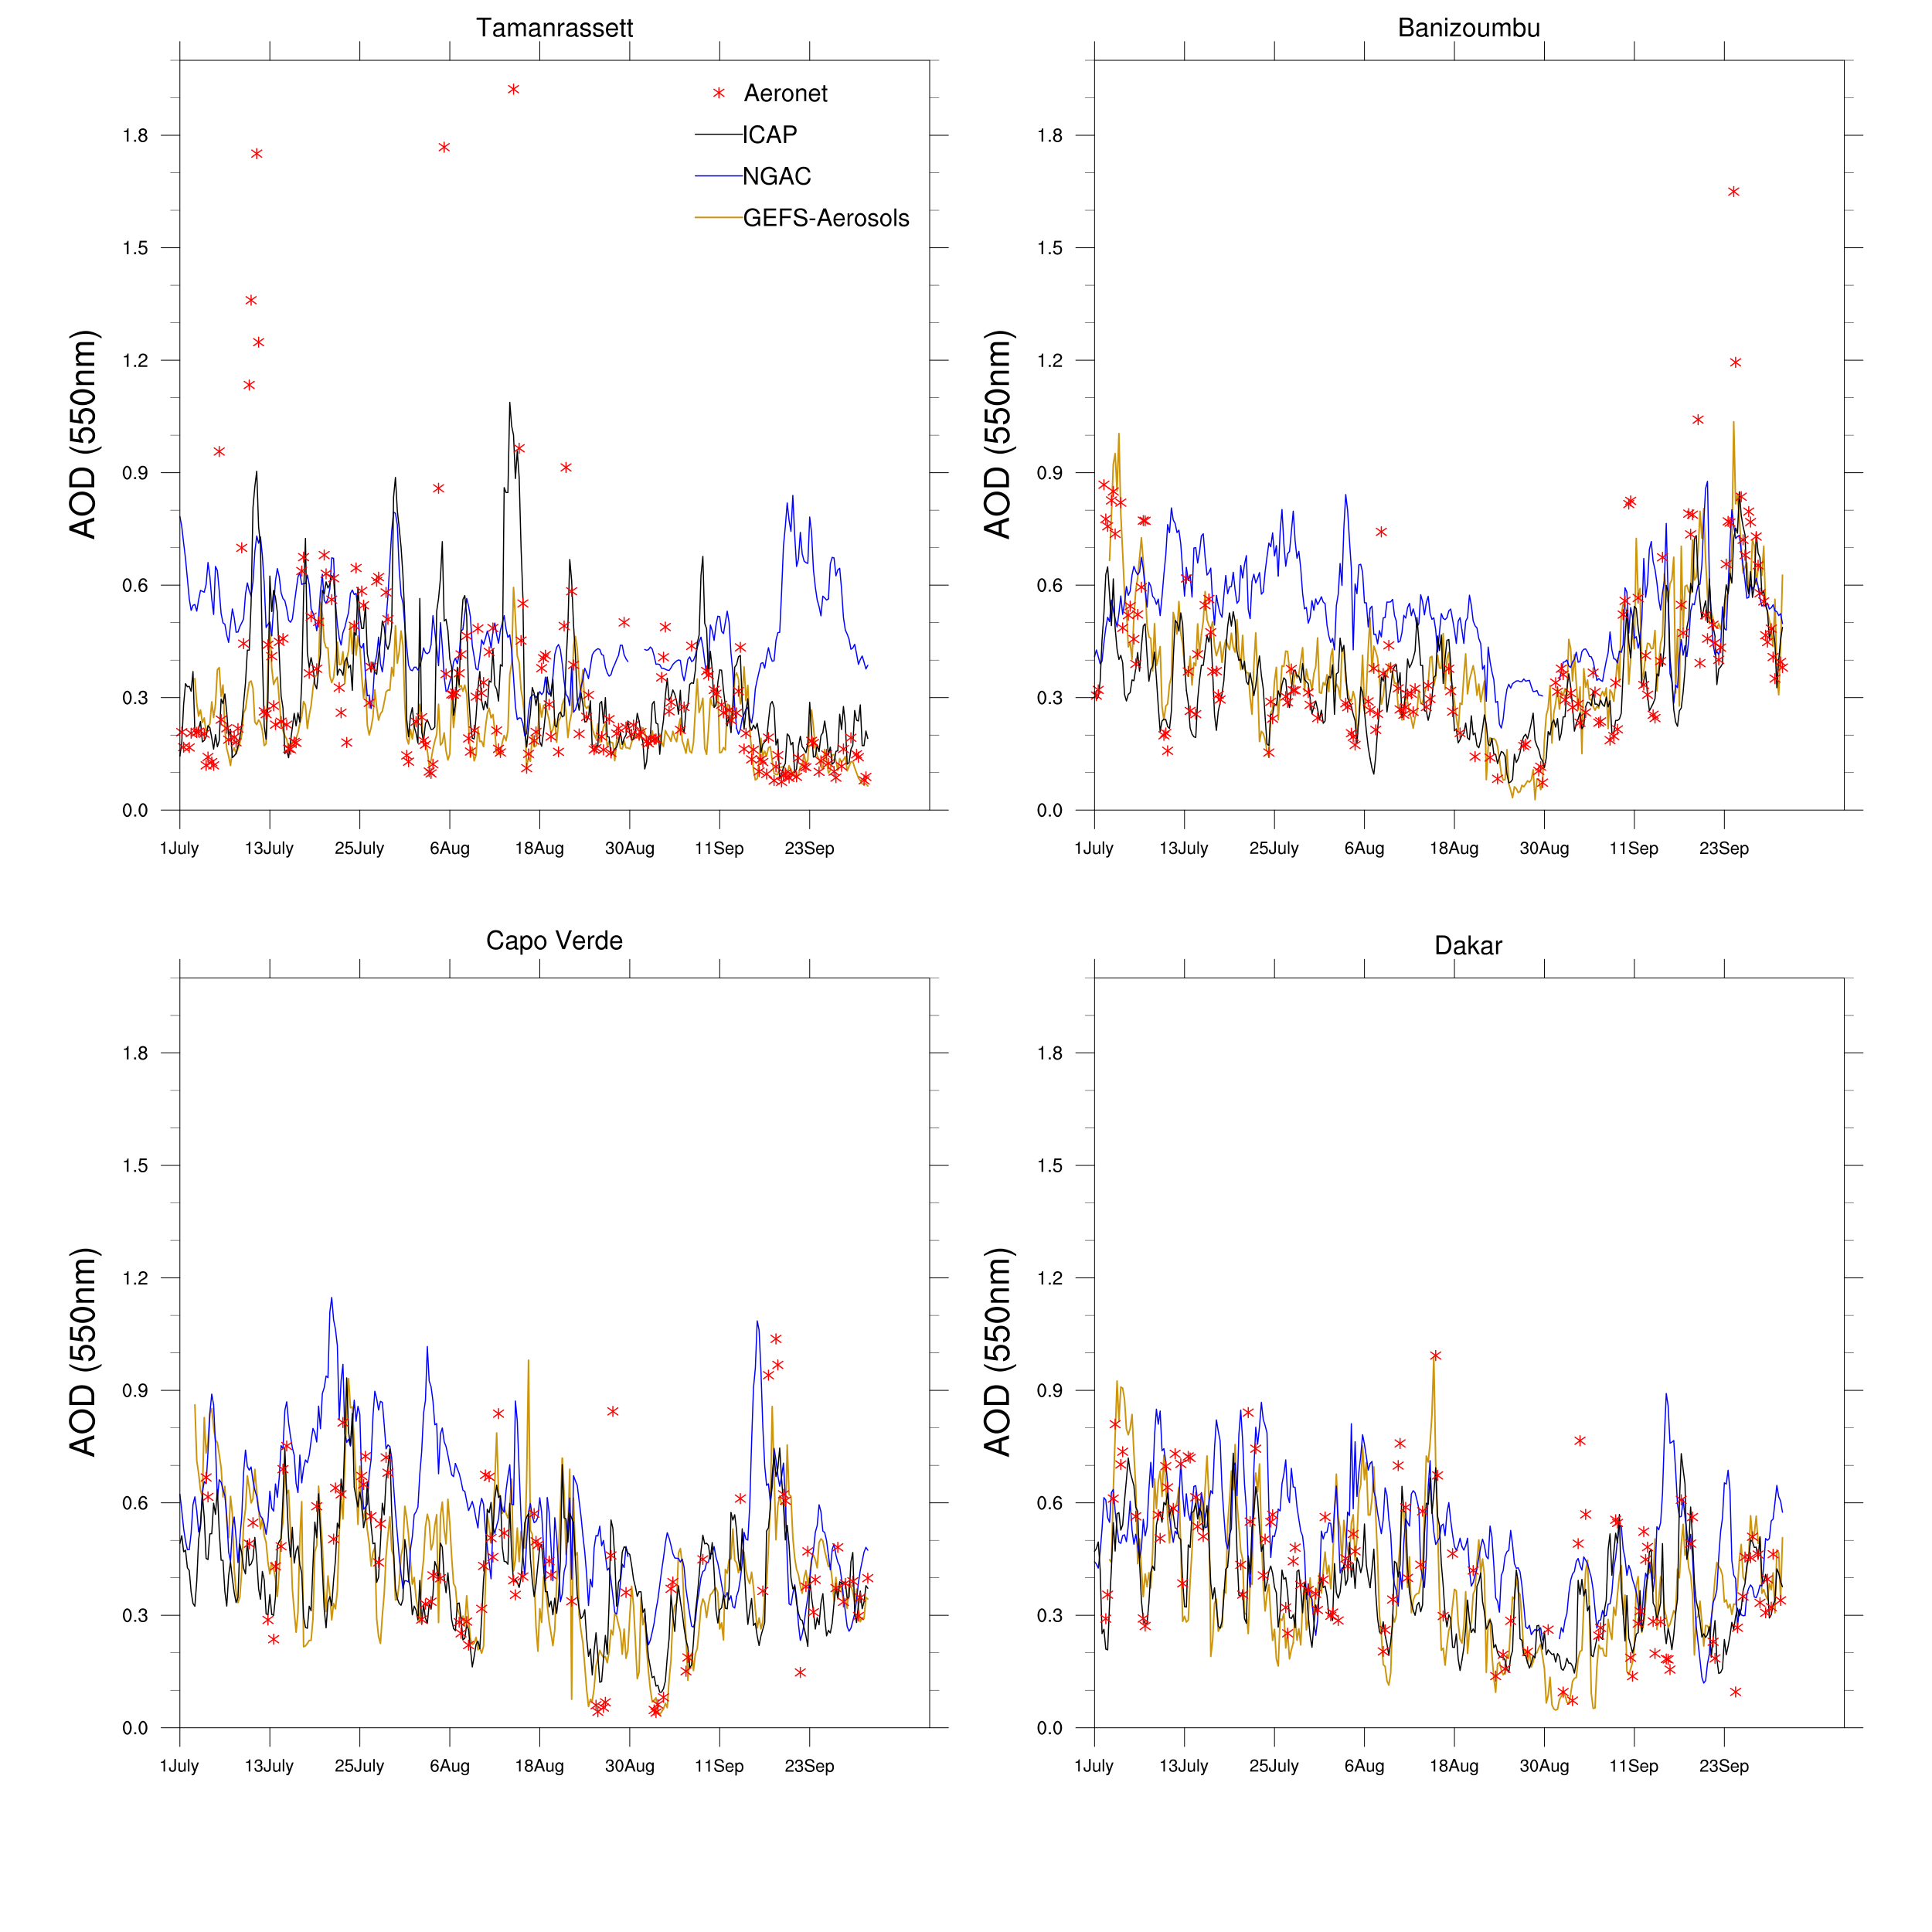 Tamanrassett
AOD (550nm)
1.8
1.5
1.2
0.9
0.6
0.3
0.0
Aeronet
ICAP
NGAC
GEFS-Aerosols
1July 13July 25July 6Aug 18Aug 30Aug 11Sep 23Sep
Banizoumbu
AOD (550nm)
1.8
1.5
1.2
0.9
0.6
0.3
0.0
1July 13July 25July 6Aug 18Aug 30Aug 11Sep 23Sep
Capo Verde
AOD (550nm)
1.8
1.5
1.2
0.9
0.6
0.3
0.0
1July 13July 25July 6Aug 18Aug 30Aug 11Sep 23Sep
Dakar
AOD (550nm)
1.8
1.5
1.2
0.9
0.6
0.3
0.0
1July 13July 25July 6Aug 18Aug 30Aug 11Sep 23Sep